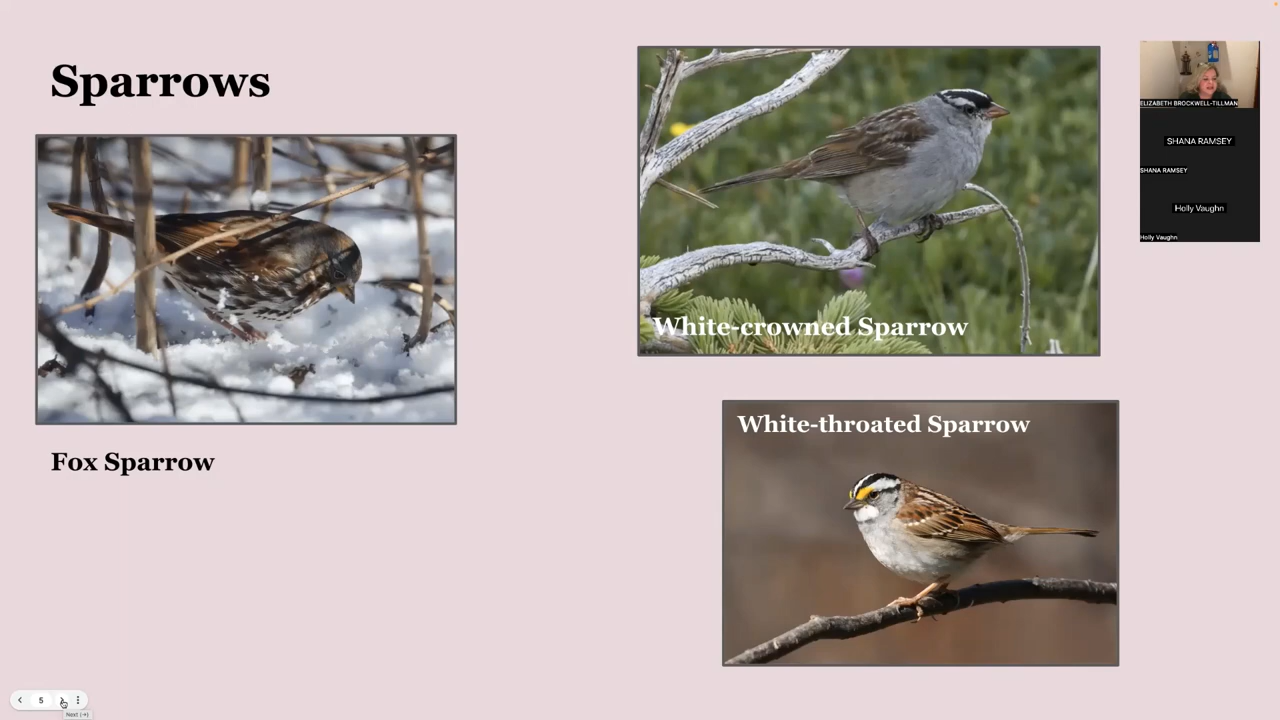 Sparrows
Fox Sparrow
White-crowned Sparrow
White-throated Sparrow
ELIZABETH BROCKWELL-TILLMAN
SHANA RAMSEY
SHANA RAMSEY
Holly Vaughn
Holly Vaughn
5
Next (→)